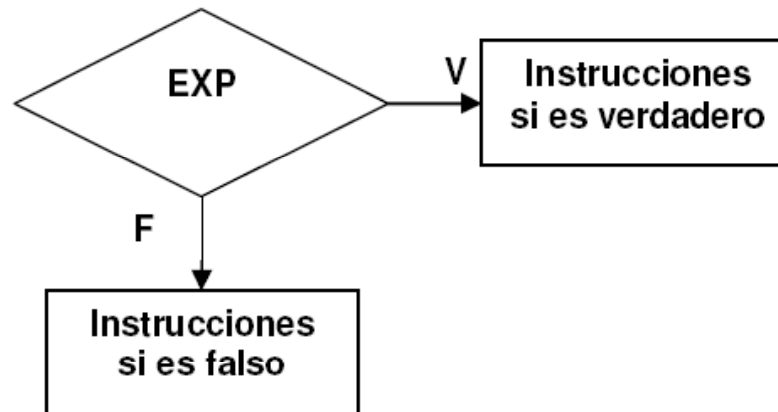 EXP
V
Instrucciones
si es verdadero
F
Instrucciones
si es falso